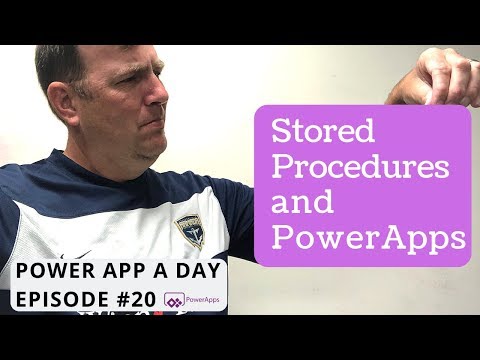 Stored
Procedures
and
PowerApps
POWER APP A DAY
EPISODE #20
PowerApps